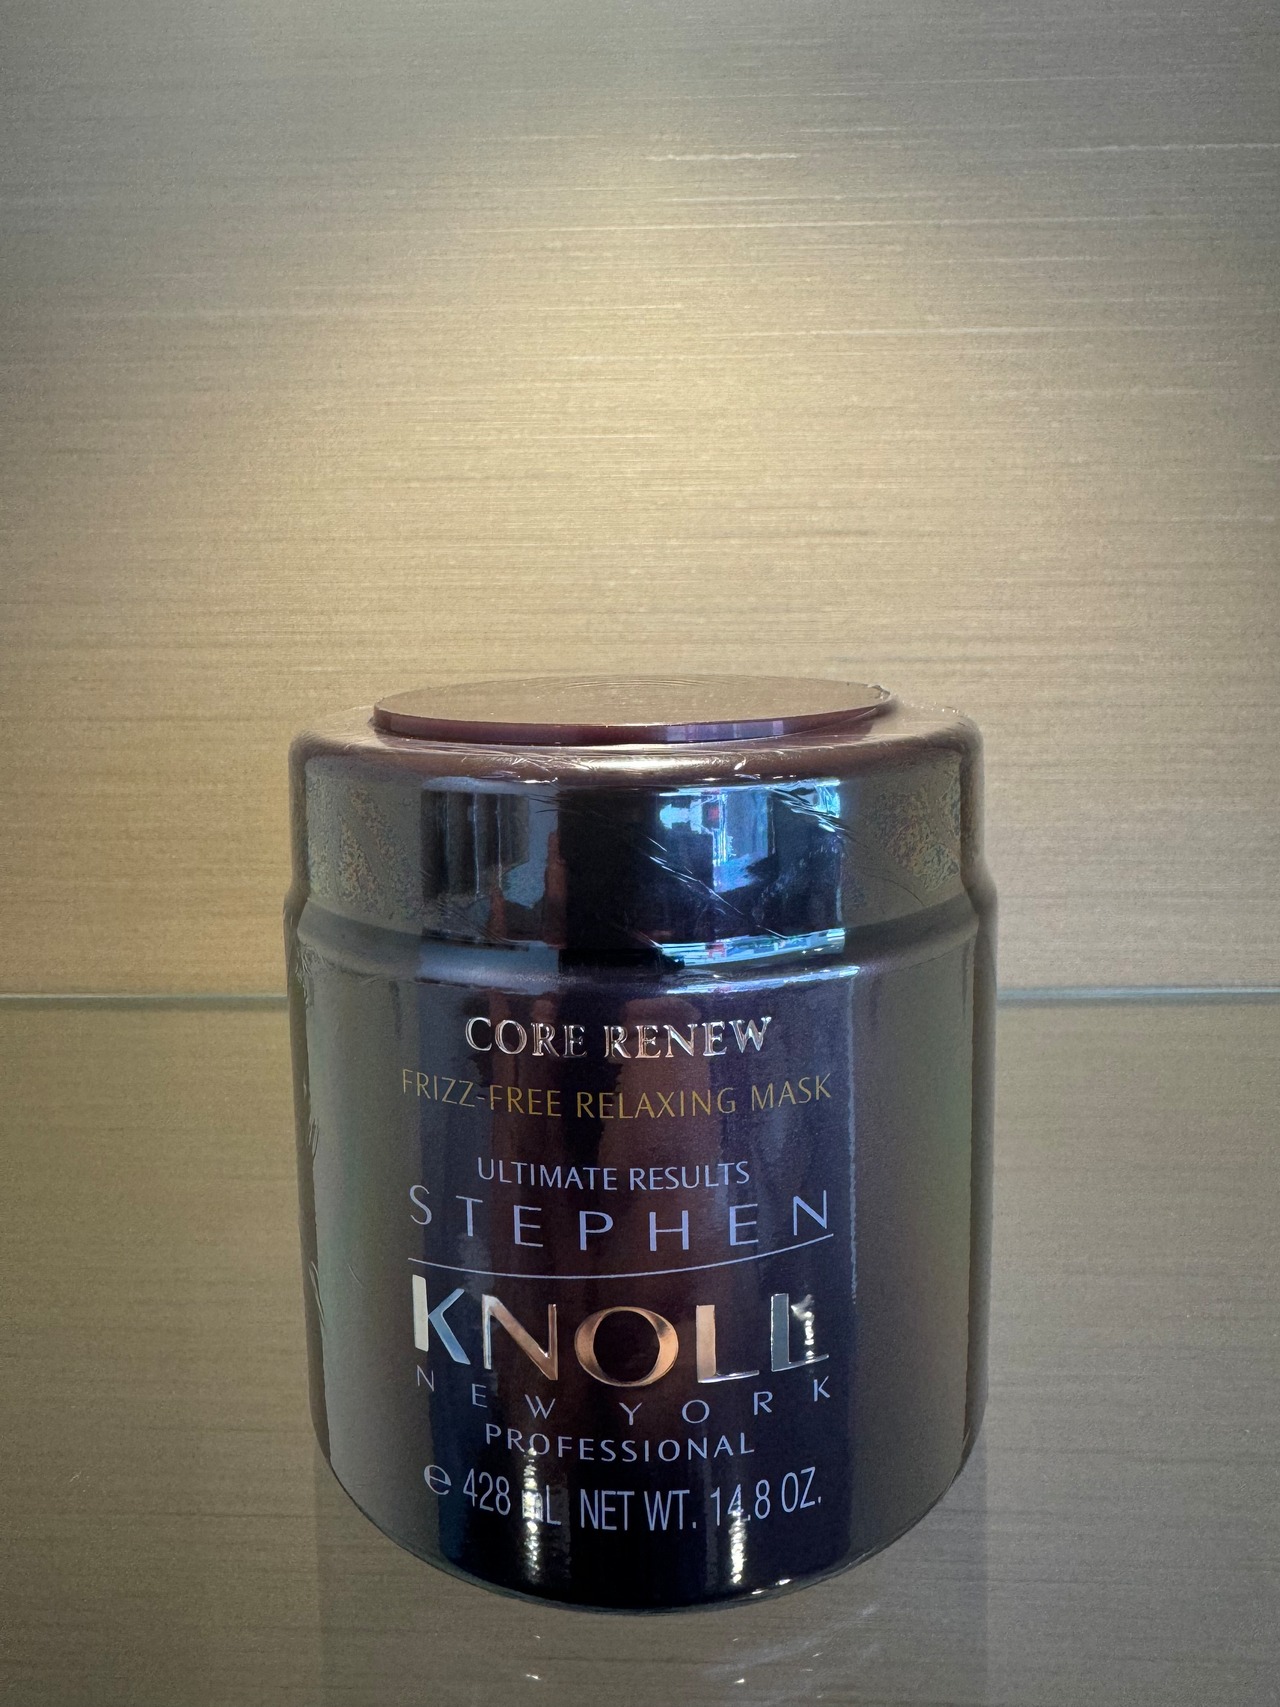 CORE RENEW
FRIZZ-FREE RELAXING MASK
ULTIMATE RESULTS
STEPHEN
KNOLL
NEW YORK
PROFESSIONAL
℮ 428 mL NET WT. 14.8 OZ.